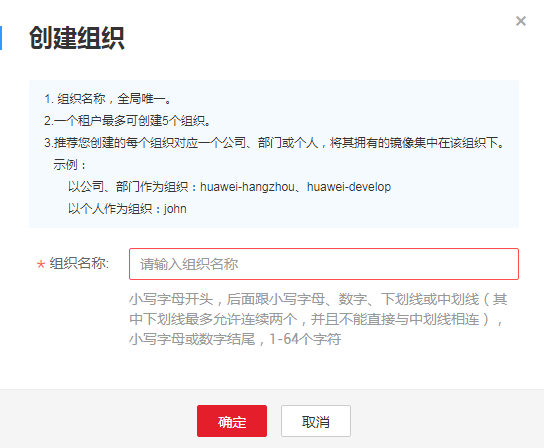 创建组织
×
1. 组织名称，全局唯一。
2.一个租户最多可创建5个组织。
3.推荐您创建的每个组织对应一个公司、部门或个人，将其拥有的镜像集中在该组织下。
示例：
以公司、部门作为组织：huawei-hangzhou、huawei-develop
以个人作为组织：john
* 组织名称: 请输入组织名称
小写字母开头，后面跟小写字母、数字、下划线或中划线（其
中下划线最多允许连续两个，并且不能直接与中划线相连），
小写字母或数字结尾，1-64个字符
确定 取消